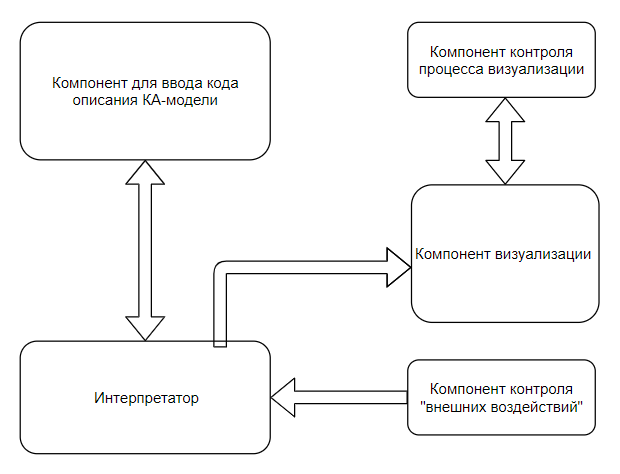 Компонент для ввода кода
описания КА-модели
Компонент контроля
процесса визуализации
Компонент визуализации
Интерпретатор
Компонент контроля
"внешних воздействий"